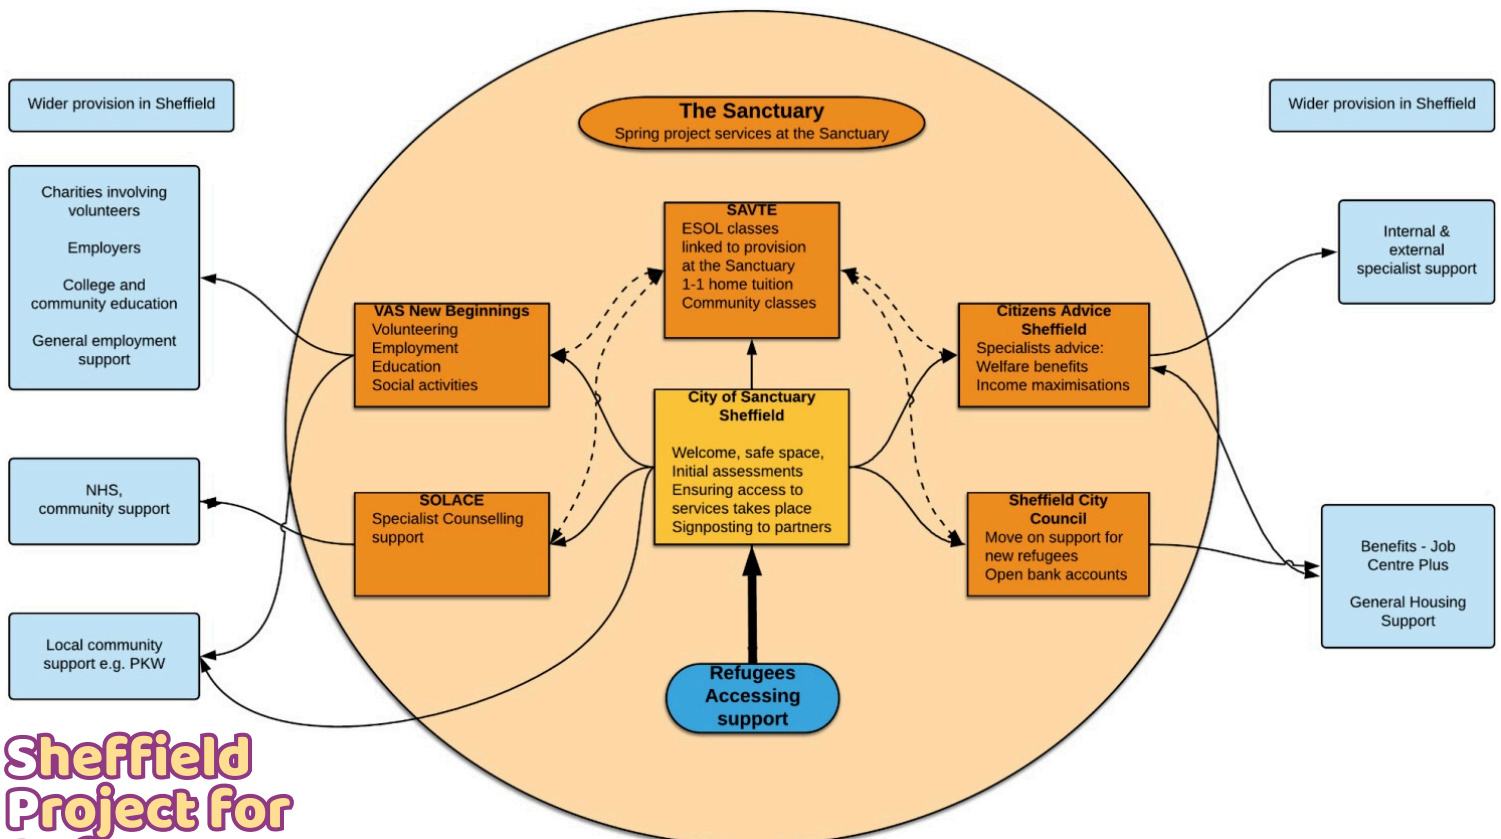 Wider provision in Sheffield
Charities involving
volunteers
Employers
College and
community education
General employment
support
NHS,
community support
Local community
support e.g. PKW
The Sanctuary
Spring project services at the Sanctuary
SAVTE
ESOL classes
linked to provision
at the Sanctuary
1-1 home tuition
Community classes
VAS New Beginnings
Volunteering
Employment
Education
Social activities
Citizens Advice
Sheffield
Specialists advice:
Welfare benefits
Income maximisations
City of Sanctuary
Sheffield
Welcome, safe space,
Initial assessments
Ensuring access to
services takes place
Signposting to partners
SOLACE
Specialist Counselling
support
Sheffield City
Council
Move on support for
new refugees
Open bank accounts
Refugees
Accessing
support
Wider provision in Sheffield
Internal &
external
specialist support
Benefits - Job
Centre Plus
General Housing
Support
Sheffield
Project for